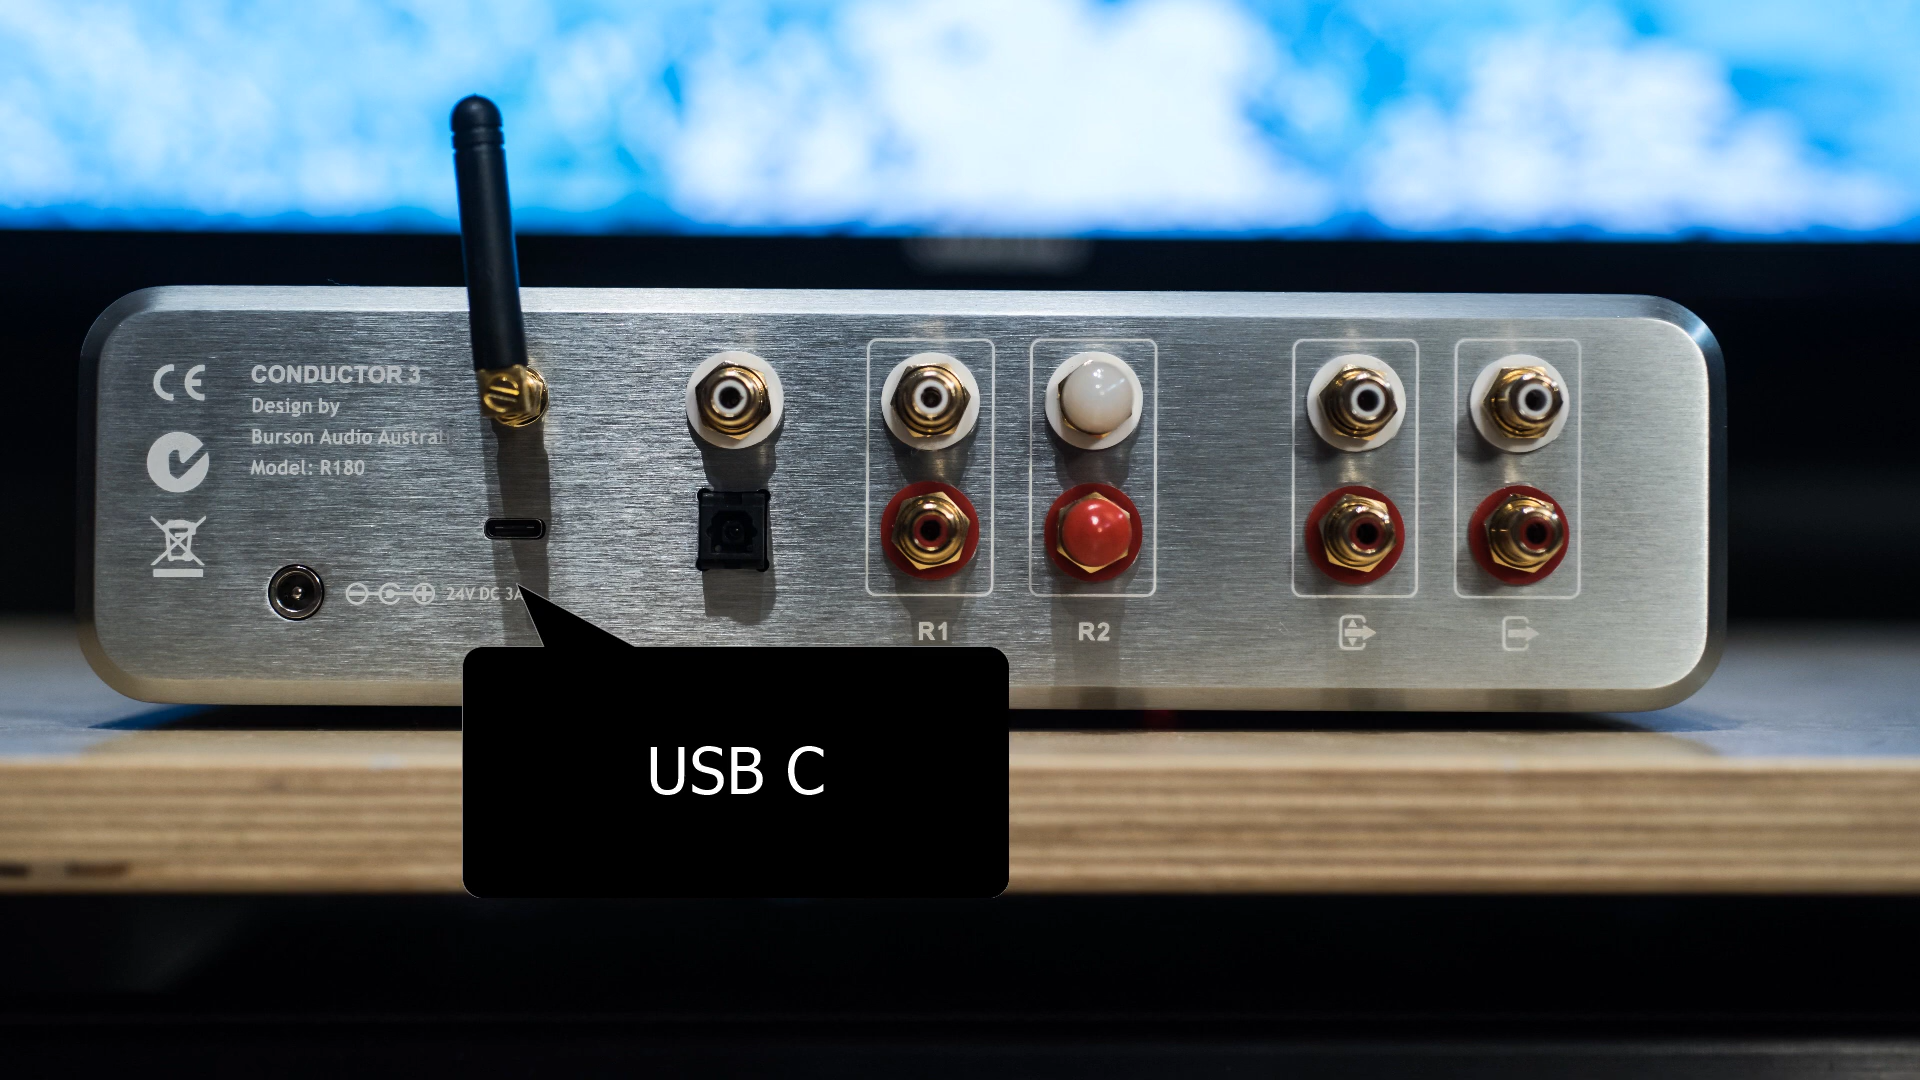 CE
CONDUCTOR 3
Design by
Burson Audio Austral
Model: R180
24V DC 3A
R1
R2
USB C